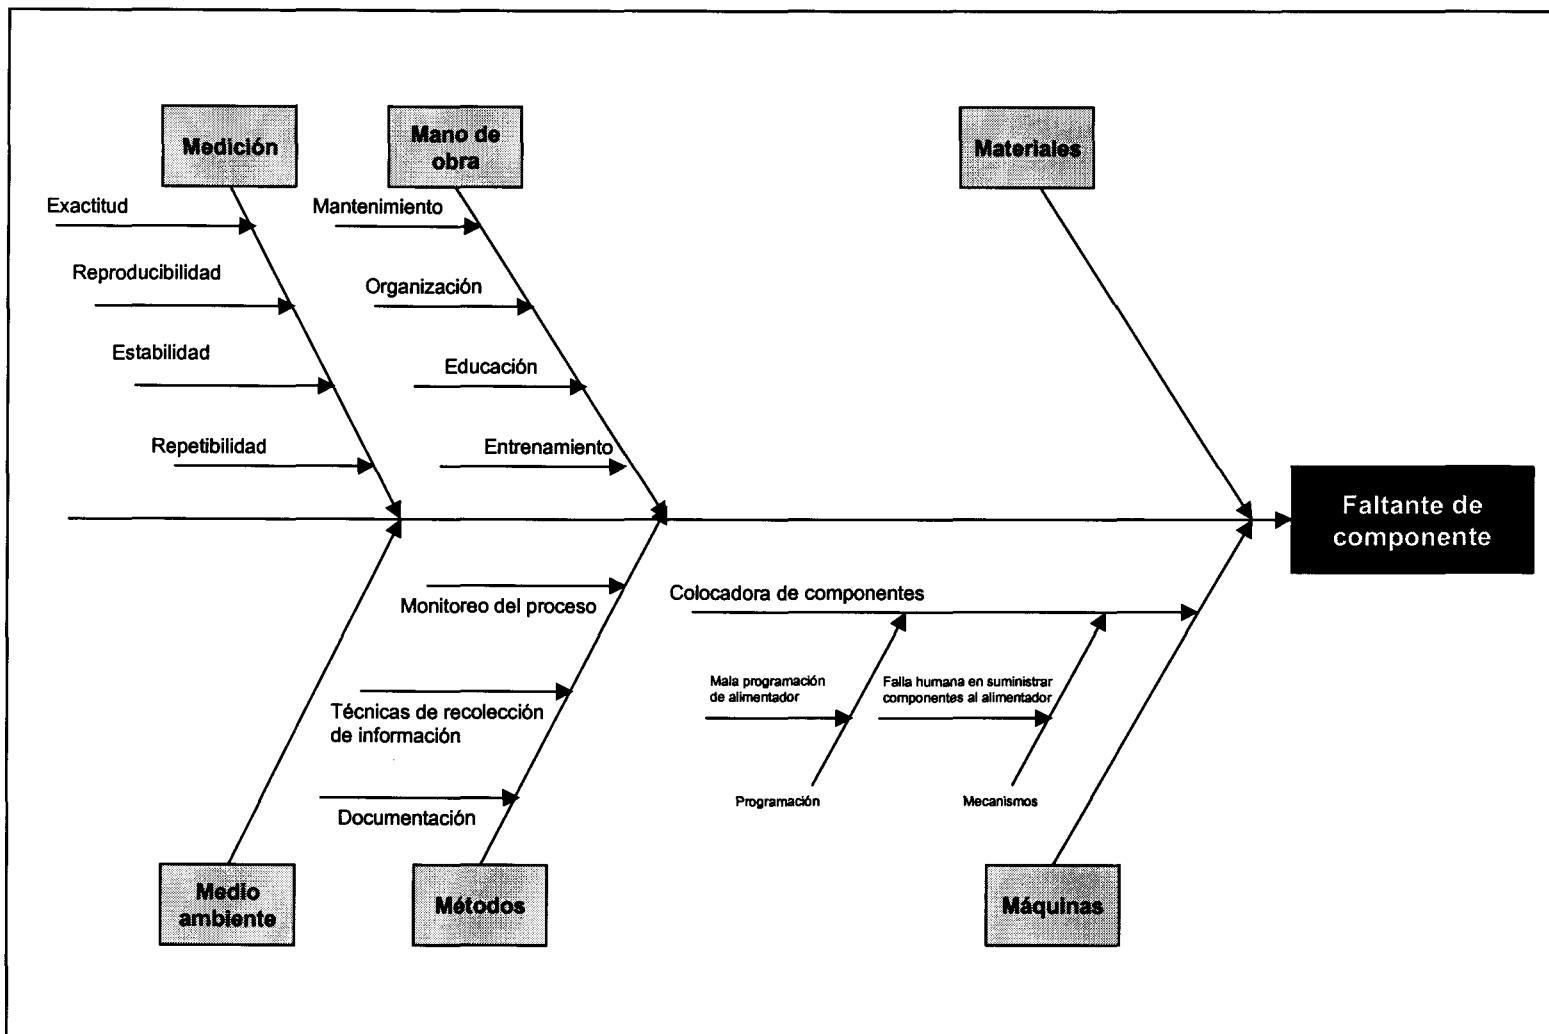 Medición
Mano de
obra
Materiales
Exactitud
Mantenimiento
Reproducibilidad
Organización
Estabilidad
Educación
Repetibilidad
Entrenamiento
Faltante de
componente
Monitoreo del proceso
Colocadora de componentes
Mala programación
de alimentador
Falla humana en suministrar
componentes al alimentador
Técnicas de recolección
de información
Programación
Mecanismos
Documentación
Medio
ambiente
Métodos
Máquinas